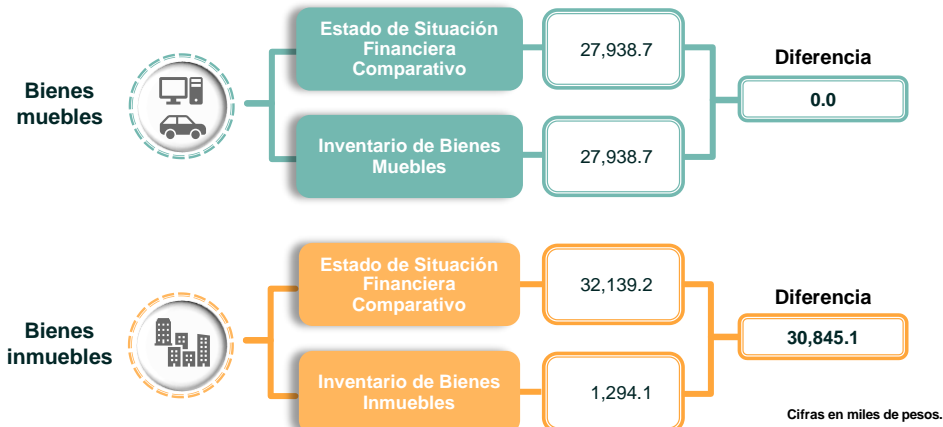 Bienes
muebles
Estado de Situación
Financiera
Comparativo
27,938.7
Inventario de Bienes
Muebles
27,938.7
Diferencia
0.0
Bienes
inmuebles
Estado de Situación
Financiera
Comparativo
32,139.2
Inventario de Bienes
Inmuebles
1,294.1
Diferencia
30,845.1
Cifras en miles de pesos.